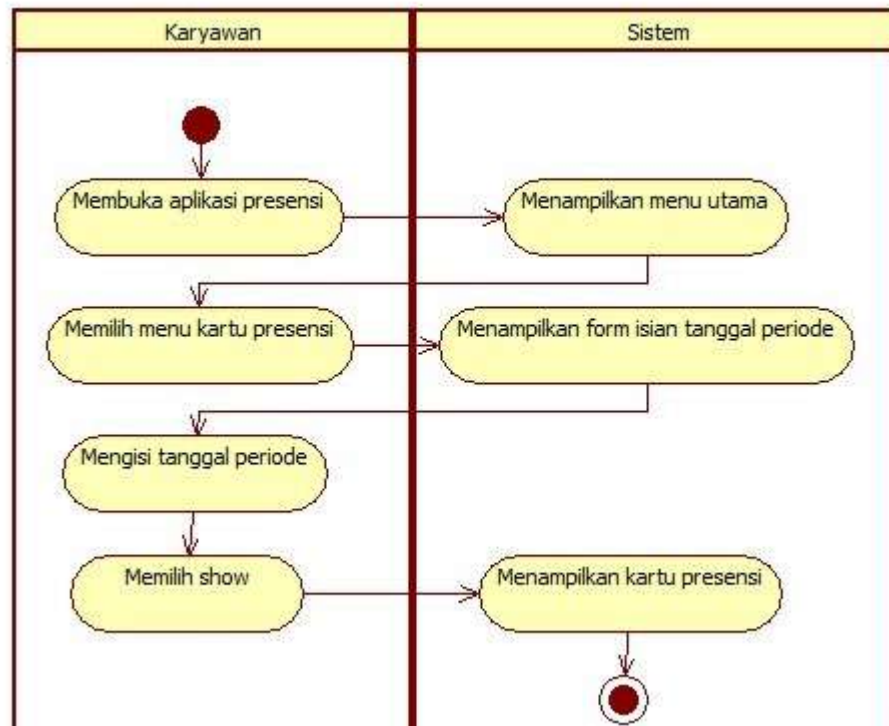 Karyawan
Sistem
Membuka aplikasi presensi
Menampilkan menu utama
Memilih menu kartu presensi
Menampilkan form isian tanggal periode
Mengisi tanggal periode
Memilih show
Menampilkan kartu presensi